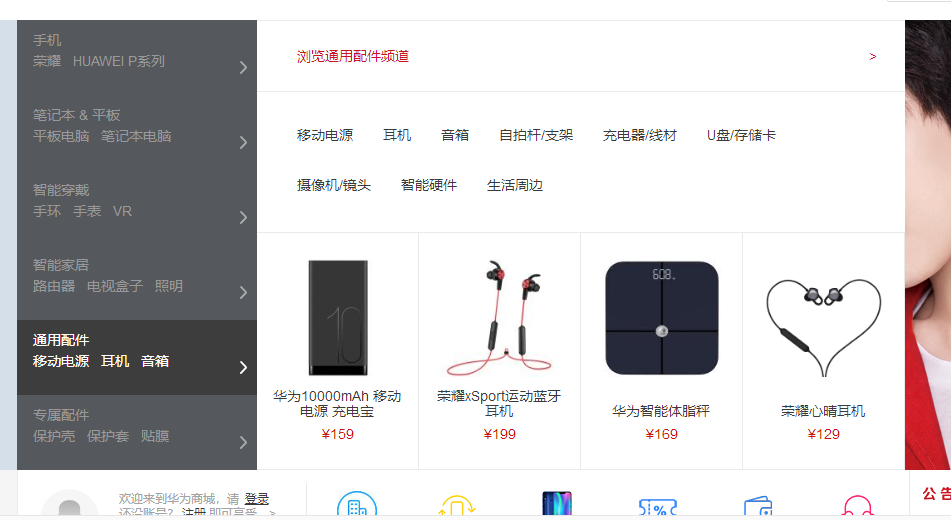 手机
荣耀 HUAWEI P系列
笔记本 & 平板
平板电脑 笔记本电脑
智能穿戴
手环 手表 VR
智能家居
路由器 电视盒子 照明
通用配件
移动电源 耳机 音箱
专属配件
保护壳 保护套 贴膜
浏览通用配件频道 >
移动电源 耳机 音箱 自拍杆/支架 充电器/线材 U盘/存储卡
摄像机/镜头 智能硬件 生活周边
10
608
华为10000mAh 移动
电源 充电宝
¥159
荣耀xSport运动蓝牙
耳机
¥199
华为智能体脂秤
¥169
荣耀心晴耳机
¥129
欢迎来到华为商城，请 登录
还没账号？ 注册 即可享受 >
%
公 告